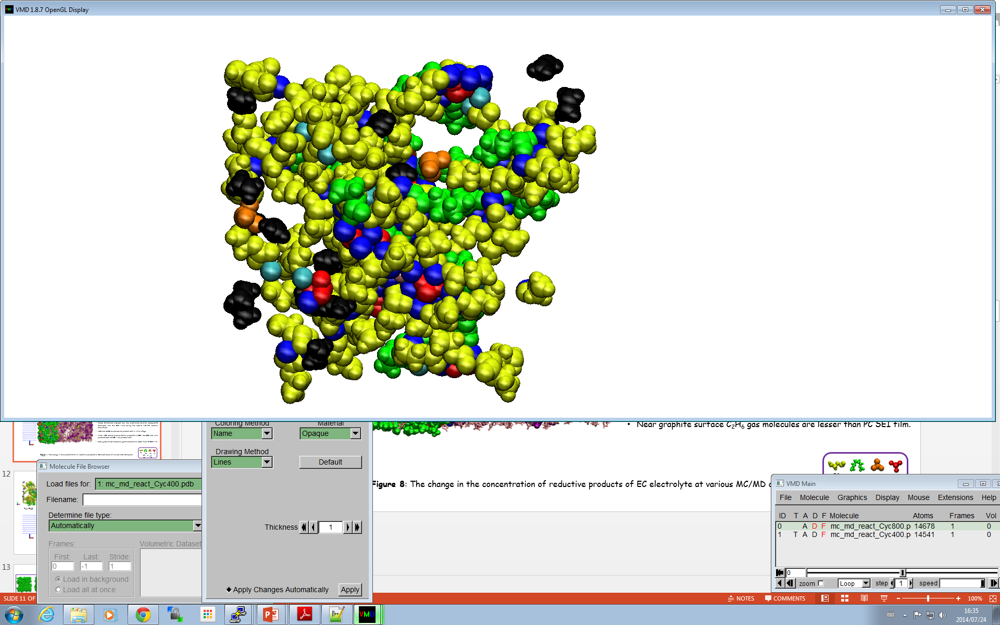 VMD 1.8.7 OpenGL Display
Coloring Method
Material
Name
Opaque
Drawing Method
Lines
Default
Thickness
1
Apply Changes Automatically
Apply
• Near graphite surface C2H6 gas molecules are lesser than PC SEI film.
Figure 8: The change in the concentration of reductive products of EC electrolyte at various MC/MD
12
13
Molecule File Browser
Load files for:
1: mc_md_react_Cyc400.pdb
Filename:
Determine file type:
Automatically
Frames:
Volumetric Dataset
First:
Last:
Stride:
0
-1
1
Load in background
Load all at once
VMD Main
File Molecule Graphics Display Mouse Extensions Help
ID T A D F Molecule Atoms Frames Vol
0 A D F mc_md_react_Cyc800.p 14678 1 0
1 T A D F mc_md_react_Cyc400.p 14541 1 0
0
zoom
Loop
step
1
speed
SLIDE 11 OF
NOTES
COMMENTS
100%
VMD
16:35
2014/07/24